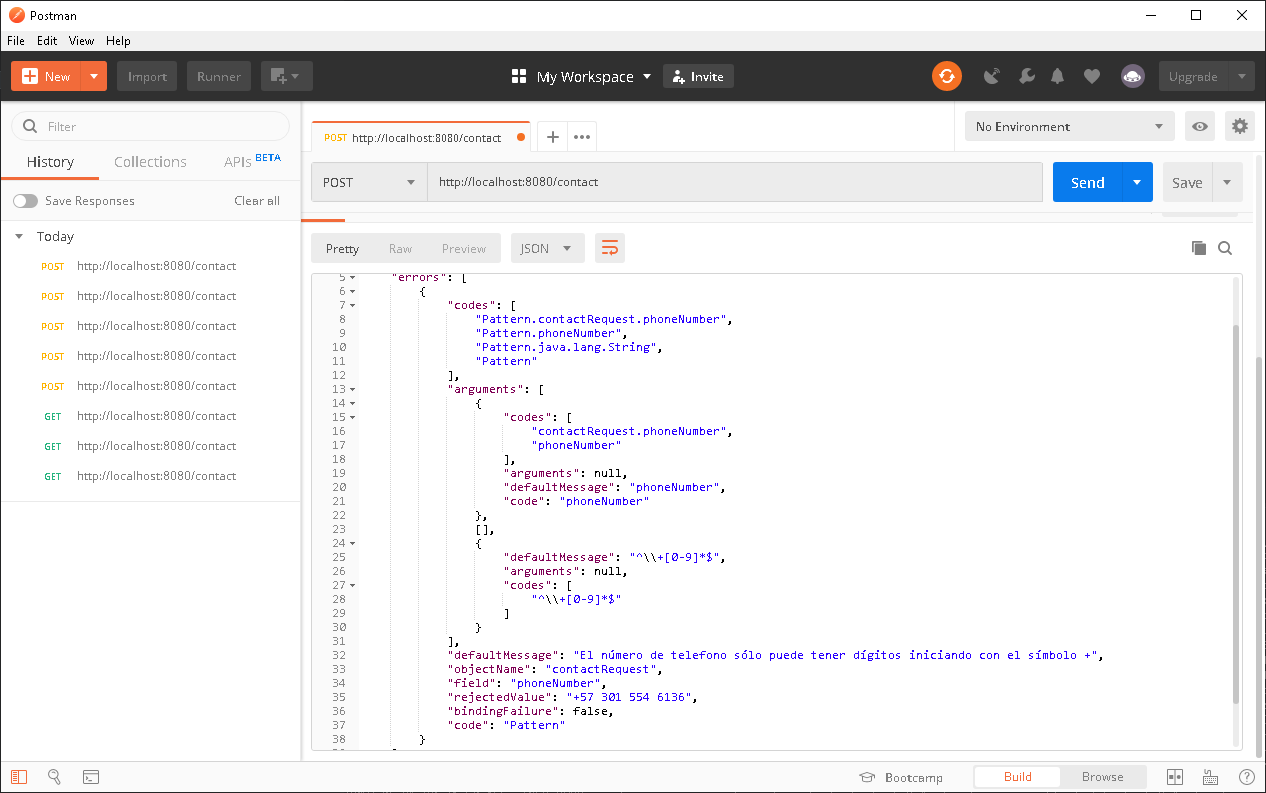 Postman
File Edit View Help
New Import Runner My Workspace Invite Upgrade
Filter
History Collections APIs BETA
Save Responses Clear all
Today
POST http://localhost:8080/contact
POST http://localhost:8080/contact
POST http://localhost:8080/contact
POST http://localhost:8080/contact
POST http://localhost:8080/contact
GET http://localhost:8080/contact
GET http://localhost:8080/contact
GET http://localhost:8080/contact
POST http://localhost:8080/contact
No Environment
POST http://localhost:8080/contact Send Save
Pretty Raw Preview JSON
5 "errors": [
6 {
7 "codes": [
8 "Pattern.contactRequest.phoneNumber",
9 "Pattern.phoneNumber",
10 "Pattern.java.lang.String",
11 "Pattern"
12 ],
13 "arguments": [
14 {
15 "codes": [
16 "contactRequest.phoneNumber",
17 "phoneNumber"
18 ],
19 "arguments": null,
20 "defaultMessage": "phoneNumber",
21 "code": "phoneNumber"
22 },
23 [],
24 {
25 "defaultMessage": "^\\+[0-9]*$",
26 "arguments": null,
27 "codes": [
28 "^\\+[0-9]*$"
29 ]
30 }
31 ],
32 "defaultMessage": "El número de telefono sólo puede tener dígitos iniciando con el símbolo +",
33 "objectName": "contactRequest",
34 "field": "phoneNumber",
35 "rejectedValue": "+57 301 554 6136",
36 "bindingFailure": false,
37 "code": "Pattern"
38 }
Bootcamp Build Browse